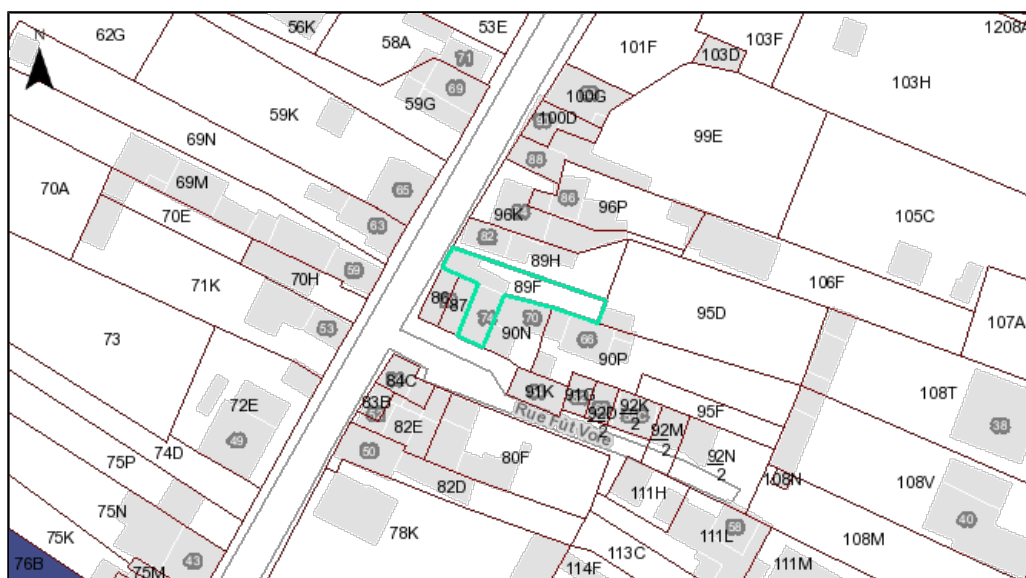 62G
56K
53E
58A
101F
103F
1208A
103D
103H
N
71
69
59G
100G
59K
100D
99E
69N
88
69M
65
70A
86
96P
70E
96K
63
105C
82
89H
59
70H
106F
71K
89F
86
87
95D
107A
74
70
53
90N
73
66
90P
84C
91K
91G
108T
72E
83B
92D
2
92K
2
95F
82E
Rue Fût Voie
92M
2
38
49
50
80F
92N
2
74D
75P
82D
108N
108V
111H
75N
78K
58
40
75K
111L
108M
43
113C
76B
75M
114F
111M